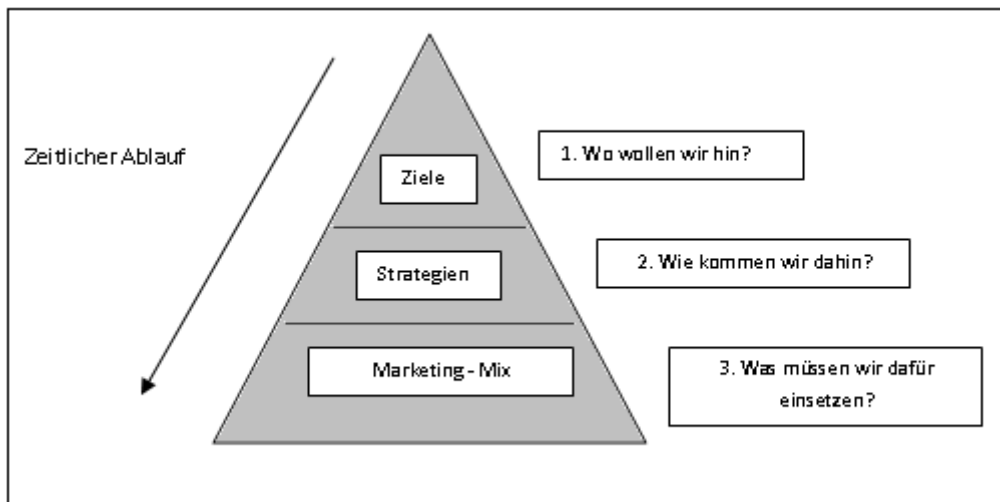 Zeitlicher Ablauf
1. Wo wollen wir hin?
Ziele
2. Wie kommen wir dahin?
Strategien
Marketing - Mix
3. Was müssen wir dafür
einsetzen?